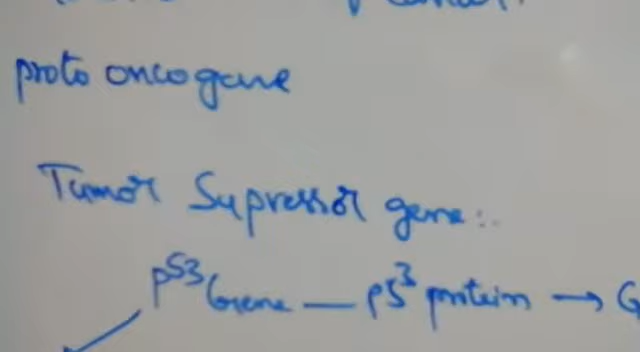 proto oncogene
Tumor Supressor gene:
p53 Gene — p53 protein → G